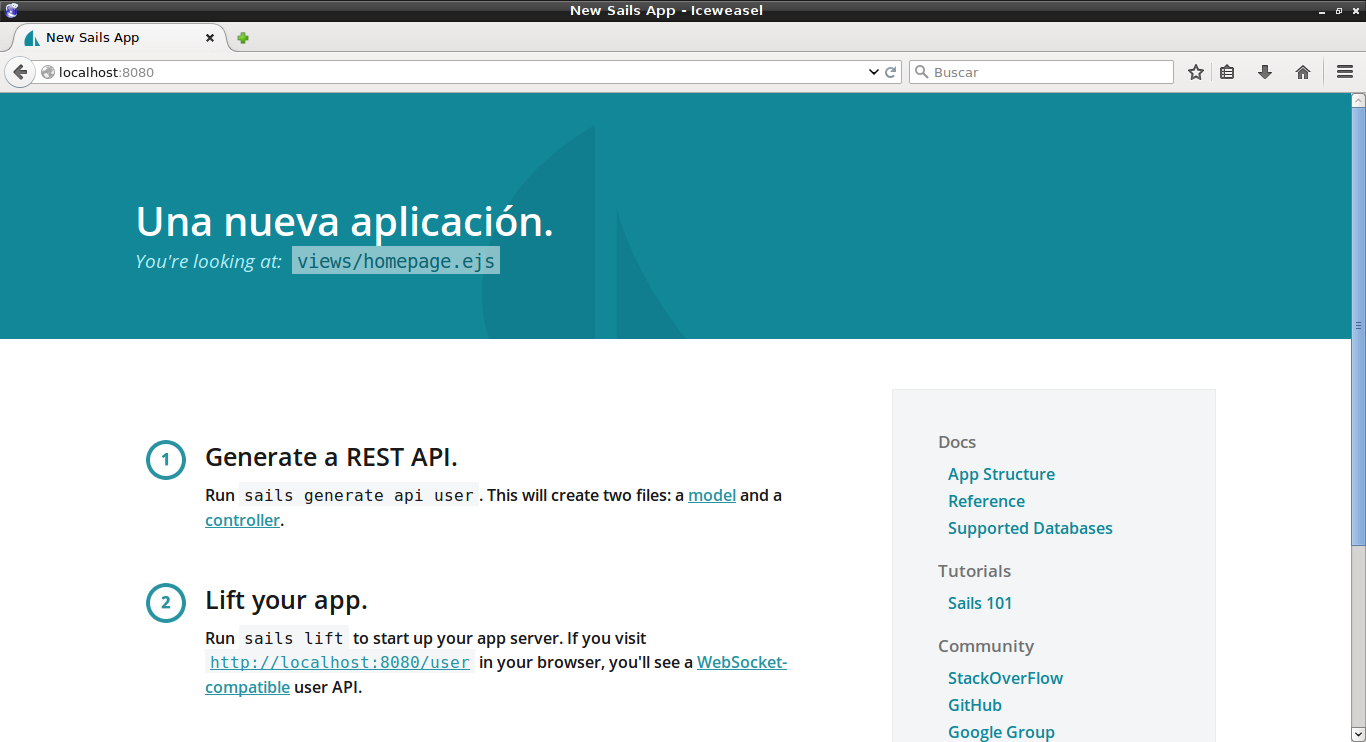 New Sails App - Iceweasel
New Sails App
localhost:8080
Buscar
Una nueva aplicación.
You're looking at: views/homepage.ejs
1
Generate a REST API.
Run sails generate api user. This will create two files: a model and a
controller.
2
Lift your app.
Run sails lift to start up your app server. If you visit
http://localhost:8080/user in your browser, you'll see a WebSocket-
compatible user API.
Docs
App Structure
Reference
Supported Databases
Tutorials
Sails 101
Community
StackOverFlow
GitHub
Google Group